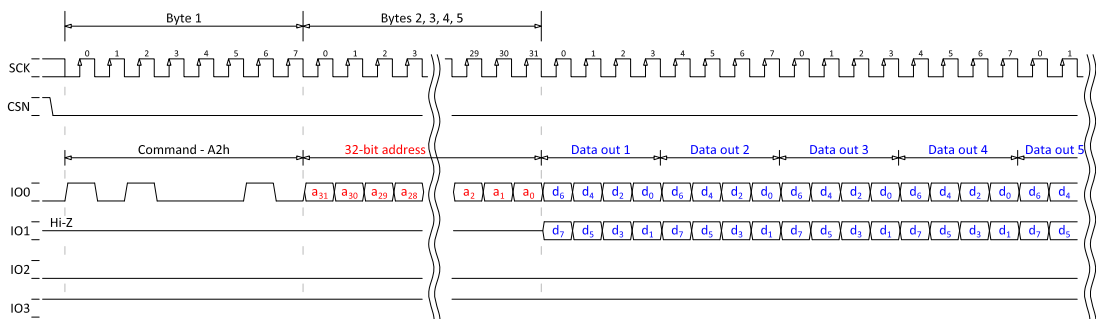 Byte 1
Bytes 2, 3, 4, 5
0 1 2 3 4 5 6 7 0 1 2 3 29 30 31 0 1 2 3 4 5 6 7 0 1 2 3 4 5 6 7 0 1
SCK
CSN
Command - A2h
32-bit address
Data out 1
Data out 2
Data out 3
Data out 4
Data out 5
IO0
a31 a30 a29 a28 a2 a1 a0 d6 d4 d2 d0 d6 d4 d2 d0 d6 d4 d2 d0 d6 d4 d2 d0 d6 d4
Hi-Z
IO1
d7 d5 d3 d1 d7 d5 d3 d1 d7 d5 d3 d1 d7 d5 d3 d1 d7 d5
IO2
IO3